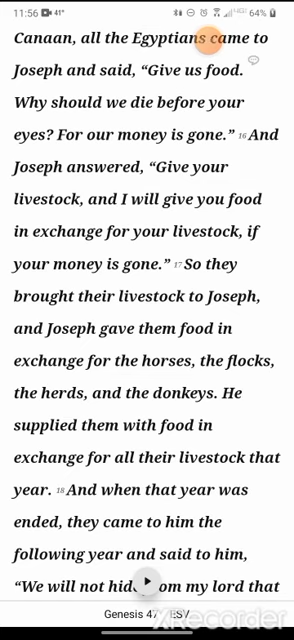 11:56 41° 64%
Canaan, all the Egyptians came to
Joseph and said, “Give us food.
Why should we die before your
eyes? For our money is gone.” 16 And
Joseph answered, “Give your
livestock, and I will give you food
in exchange for your livestock, if
your money is gone.” 17 So they
brought their livestock to Joseph,
and Joseph gave them food in
exchange for the horses, the flocks,
the herds, and the donkeys. He
supplied them with food in
exchange for all their livestock that
year. 18 And when that year was
ended, they came to him the
following year and said to him,
“We will not hide from my lord that
Genesis 47 ESV
XRecorder